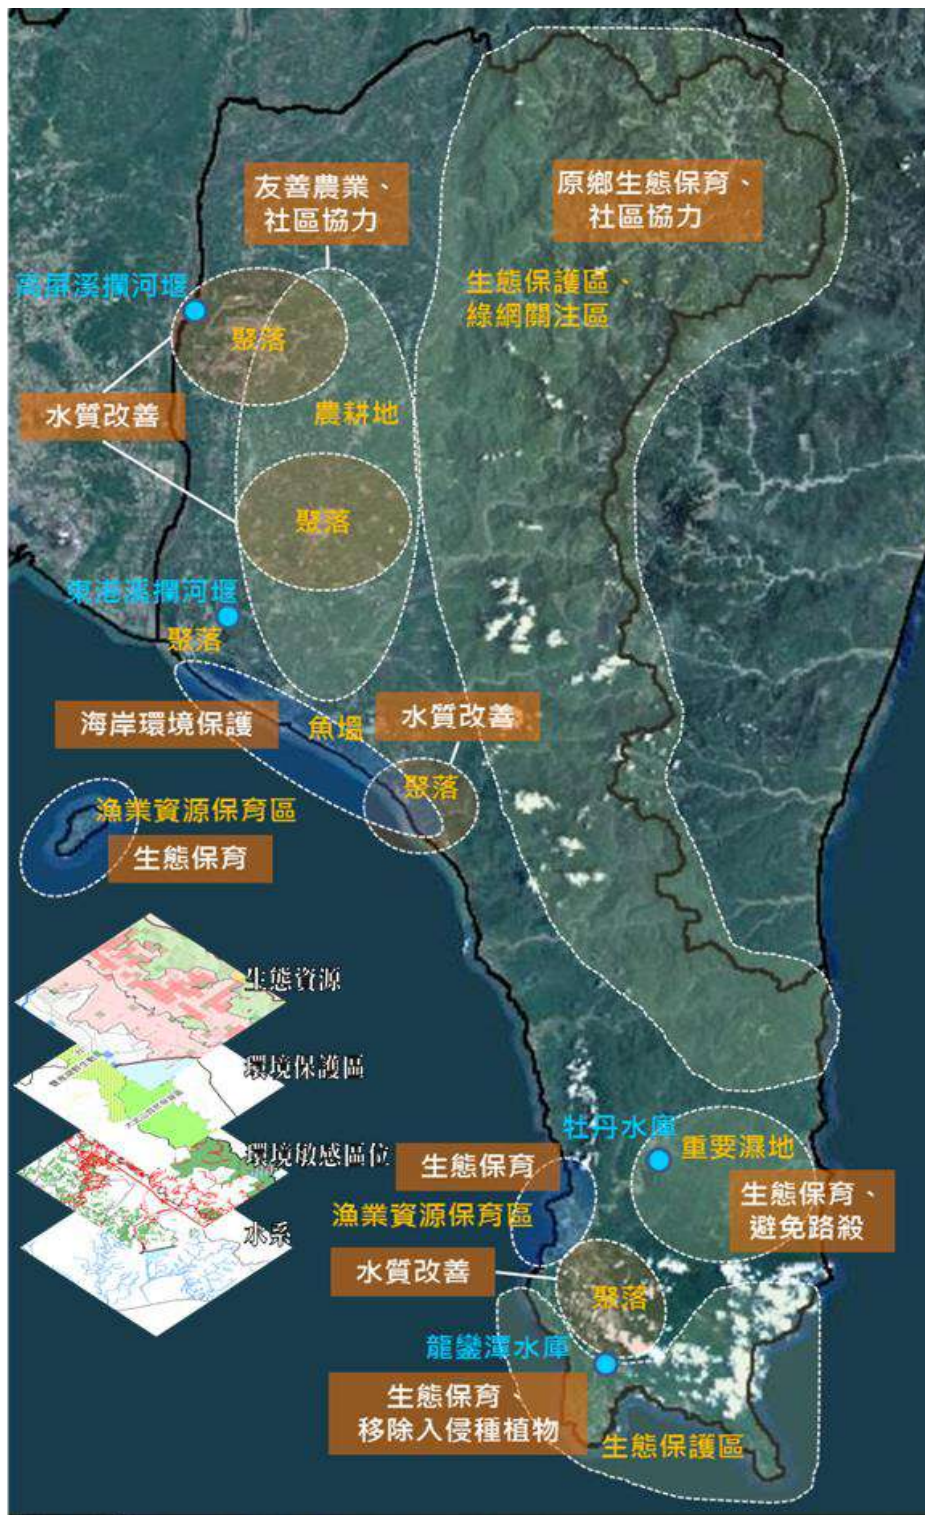 友善農業、
社區協力
原鄉生態保育、
社區協力
高屏溪攔河堰
生態保護區、
綠網關注區
聚落
水質改善
農耕地
聚落
東港溪攔河堰
聚落
海岸環境保護
魚塭
水質改善
聚落
漁業資源保育區
生態保育
生態資源
環境保護區
環境敏感區位
水系
牡丹水庫
重要濕地
生態保育
漁業資源保育區
生態保育、
避免路殺
水質改善
聚落
龍鑾潭水庫
生態保育、
移除入侵種植物
生態保護區